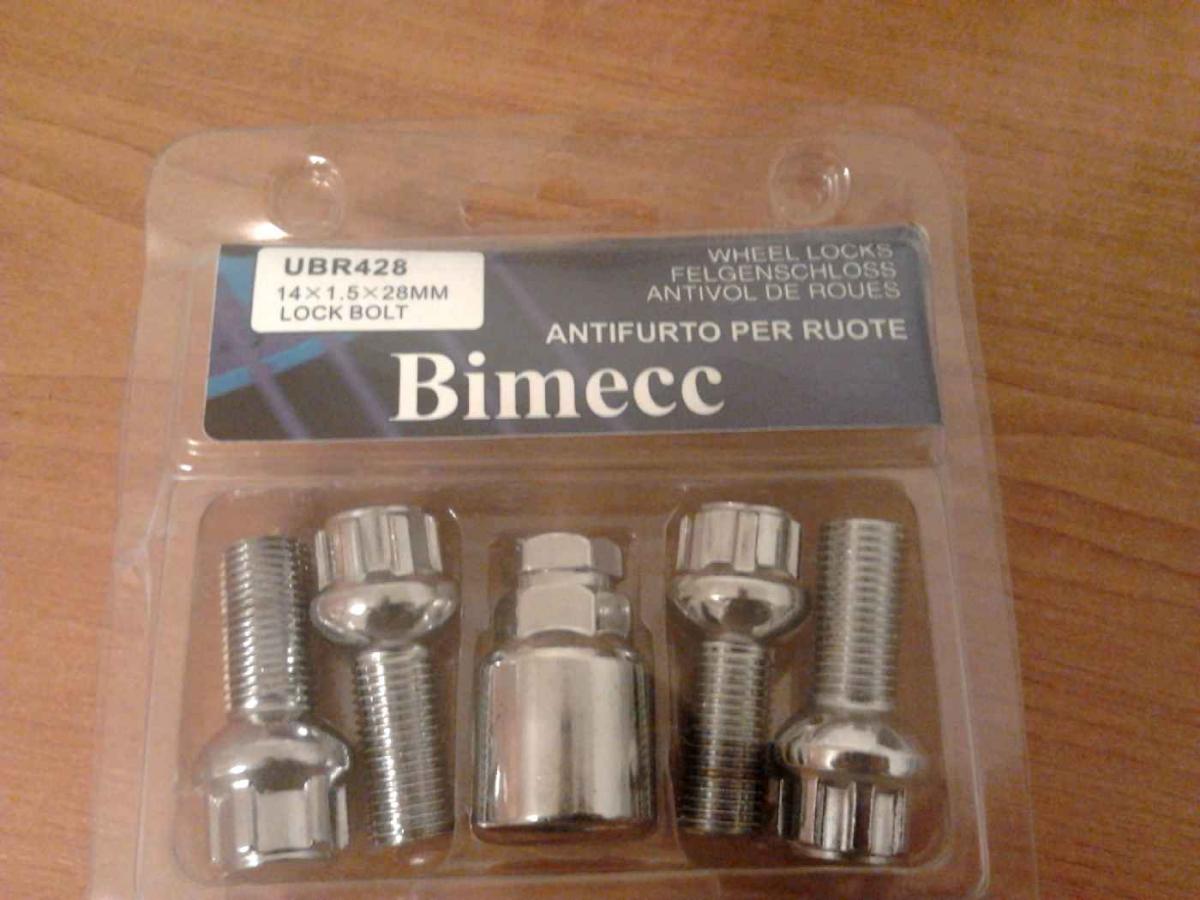 UBR428
14×1.5×28MM
LOCK BOLT
WHEEL LOCKS
FELGENSCHLOSS
ANTIVOL DE ROUES
ANTIFURTO PER RUOTE
Bimecc